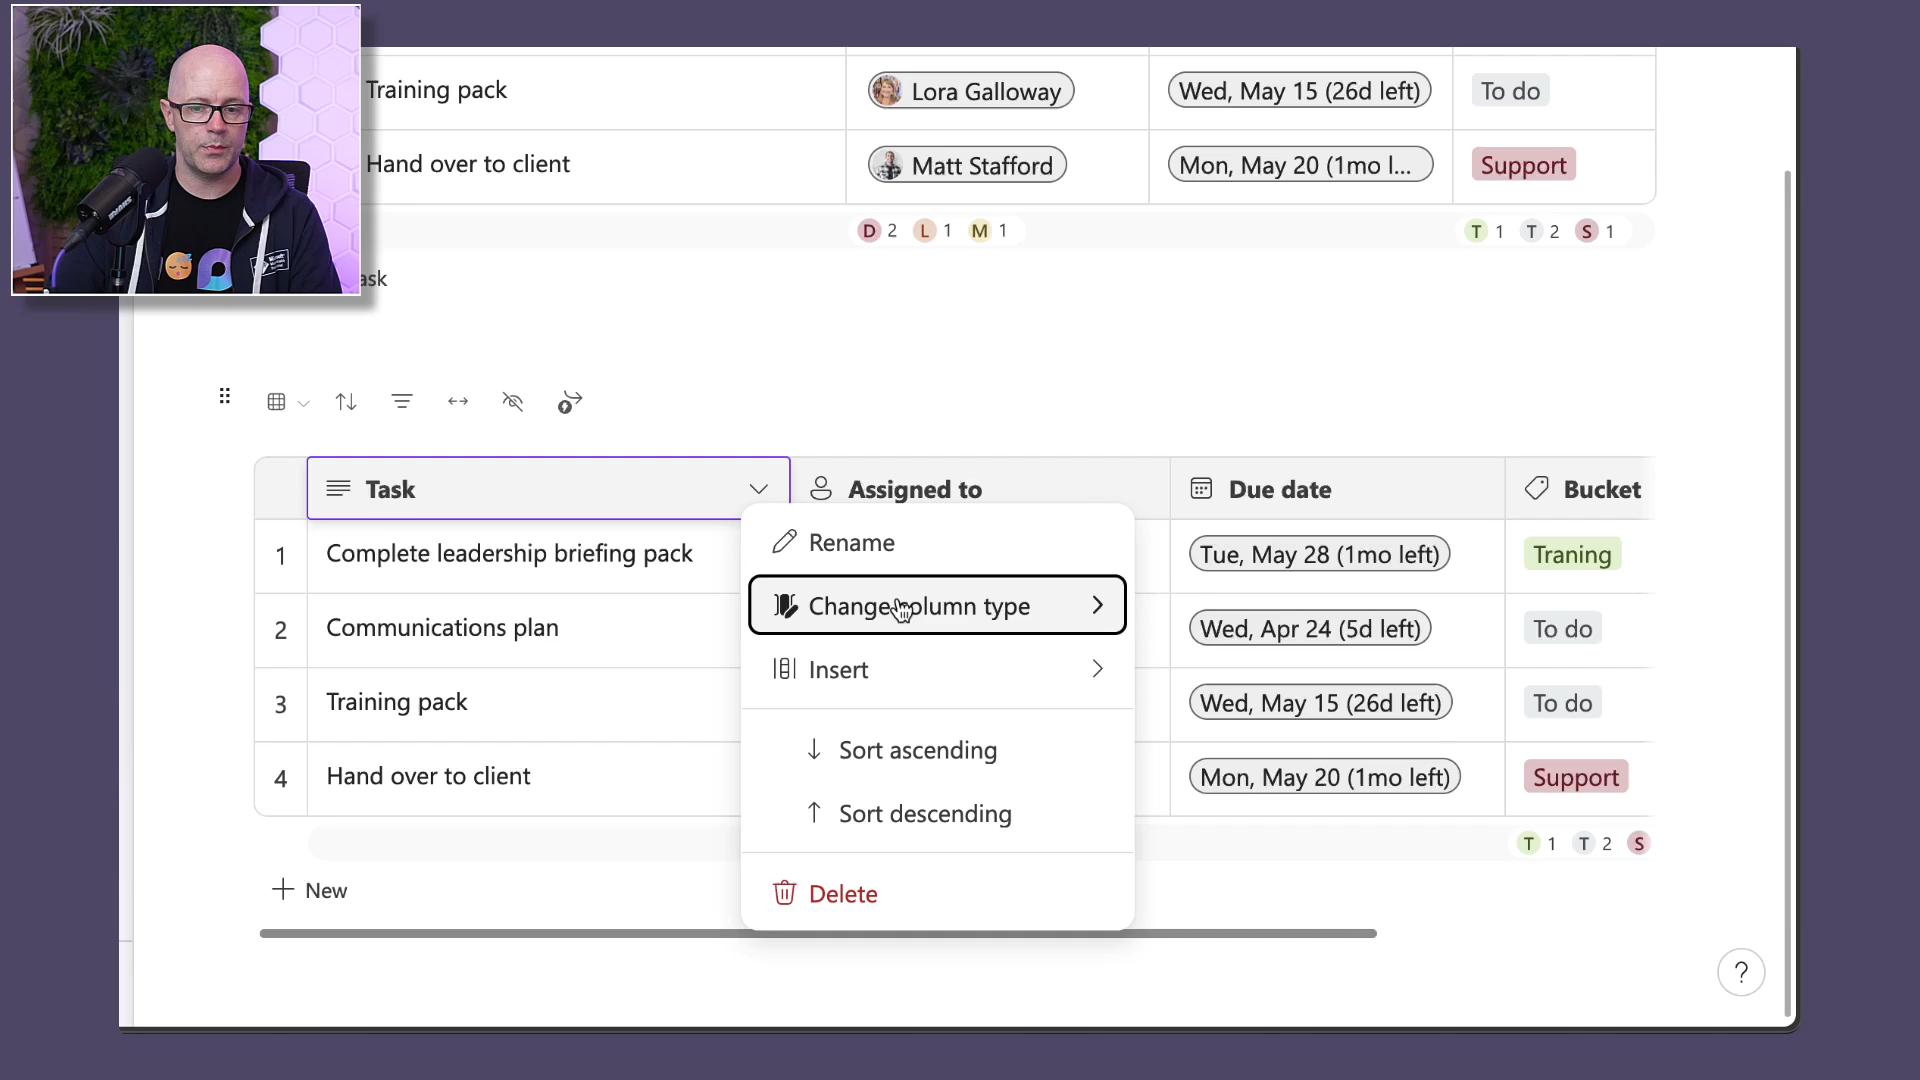 Training pack
Lora Galloway
Wed, May 15 (26d left)
To do
Hand over to client
Matt Stafford
Mon, May 20 (1mo l...
Support
D 2 L 1 M 1
T 1 T 2 S 1
ask
Task
Assigned to
Due date
Bucket
1
Complete leadership briefing pack
Tue, May 28 (1mo left)
Traning
2
Communications plan
Wed, Apr 24 (5d left)
To do
3
Training pack
Wed, May 15 (26d left)
To do
4
Hand over to client
Mon, May 20 (1mo left)
Support
Rename
Change column type
Insert
Sort ascending
Sort descending
Delete
T 1 T 2 S
New
?